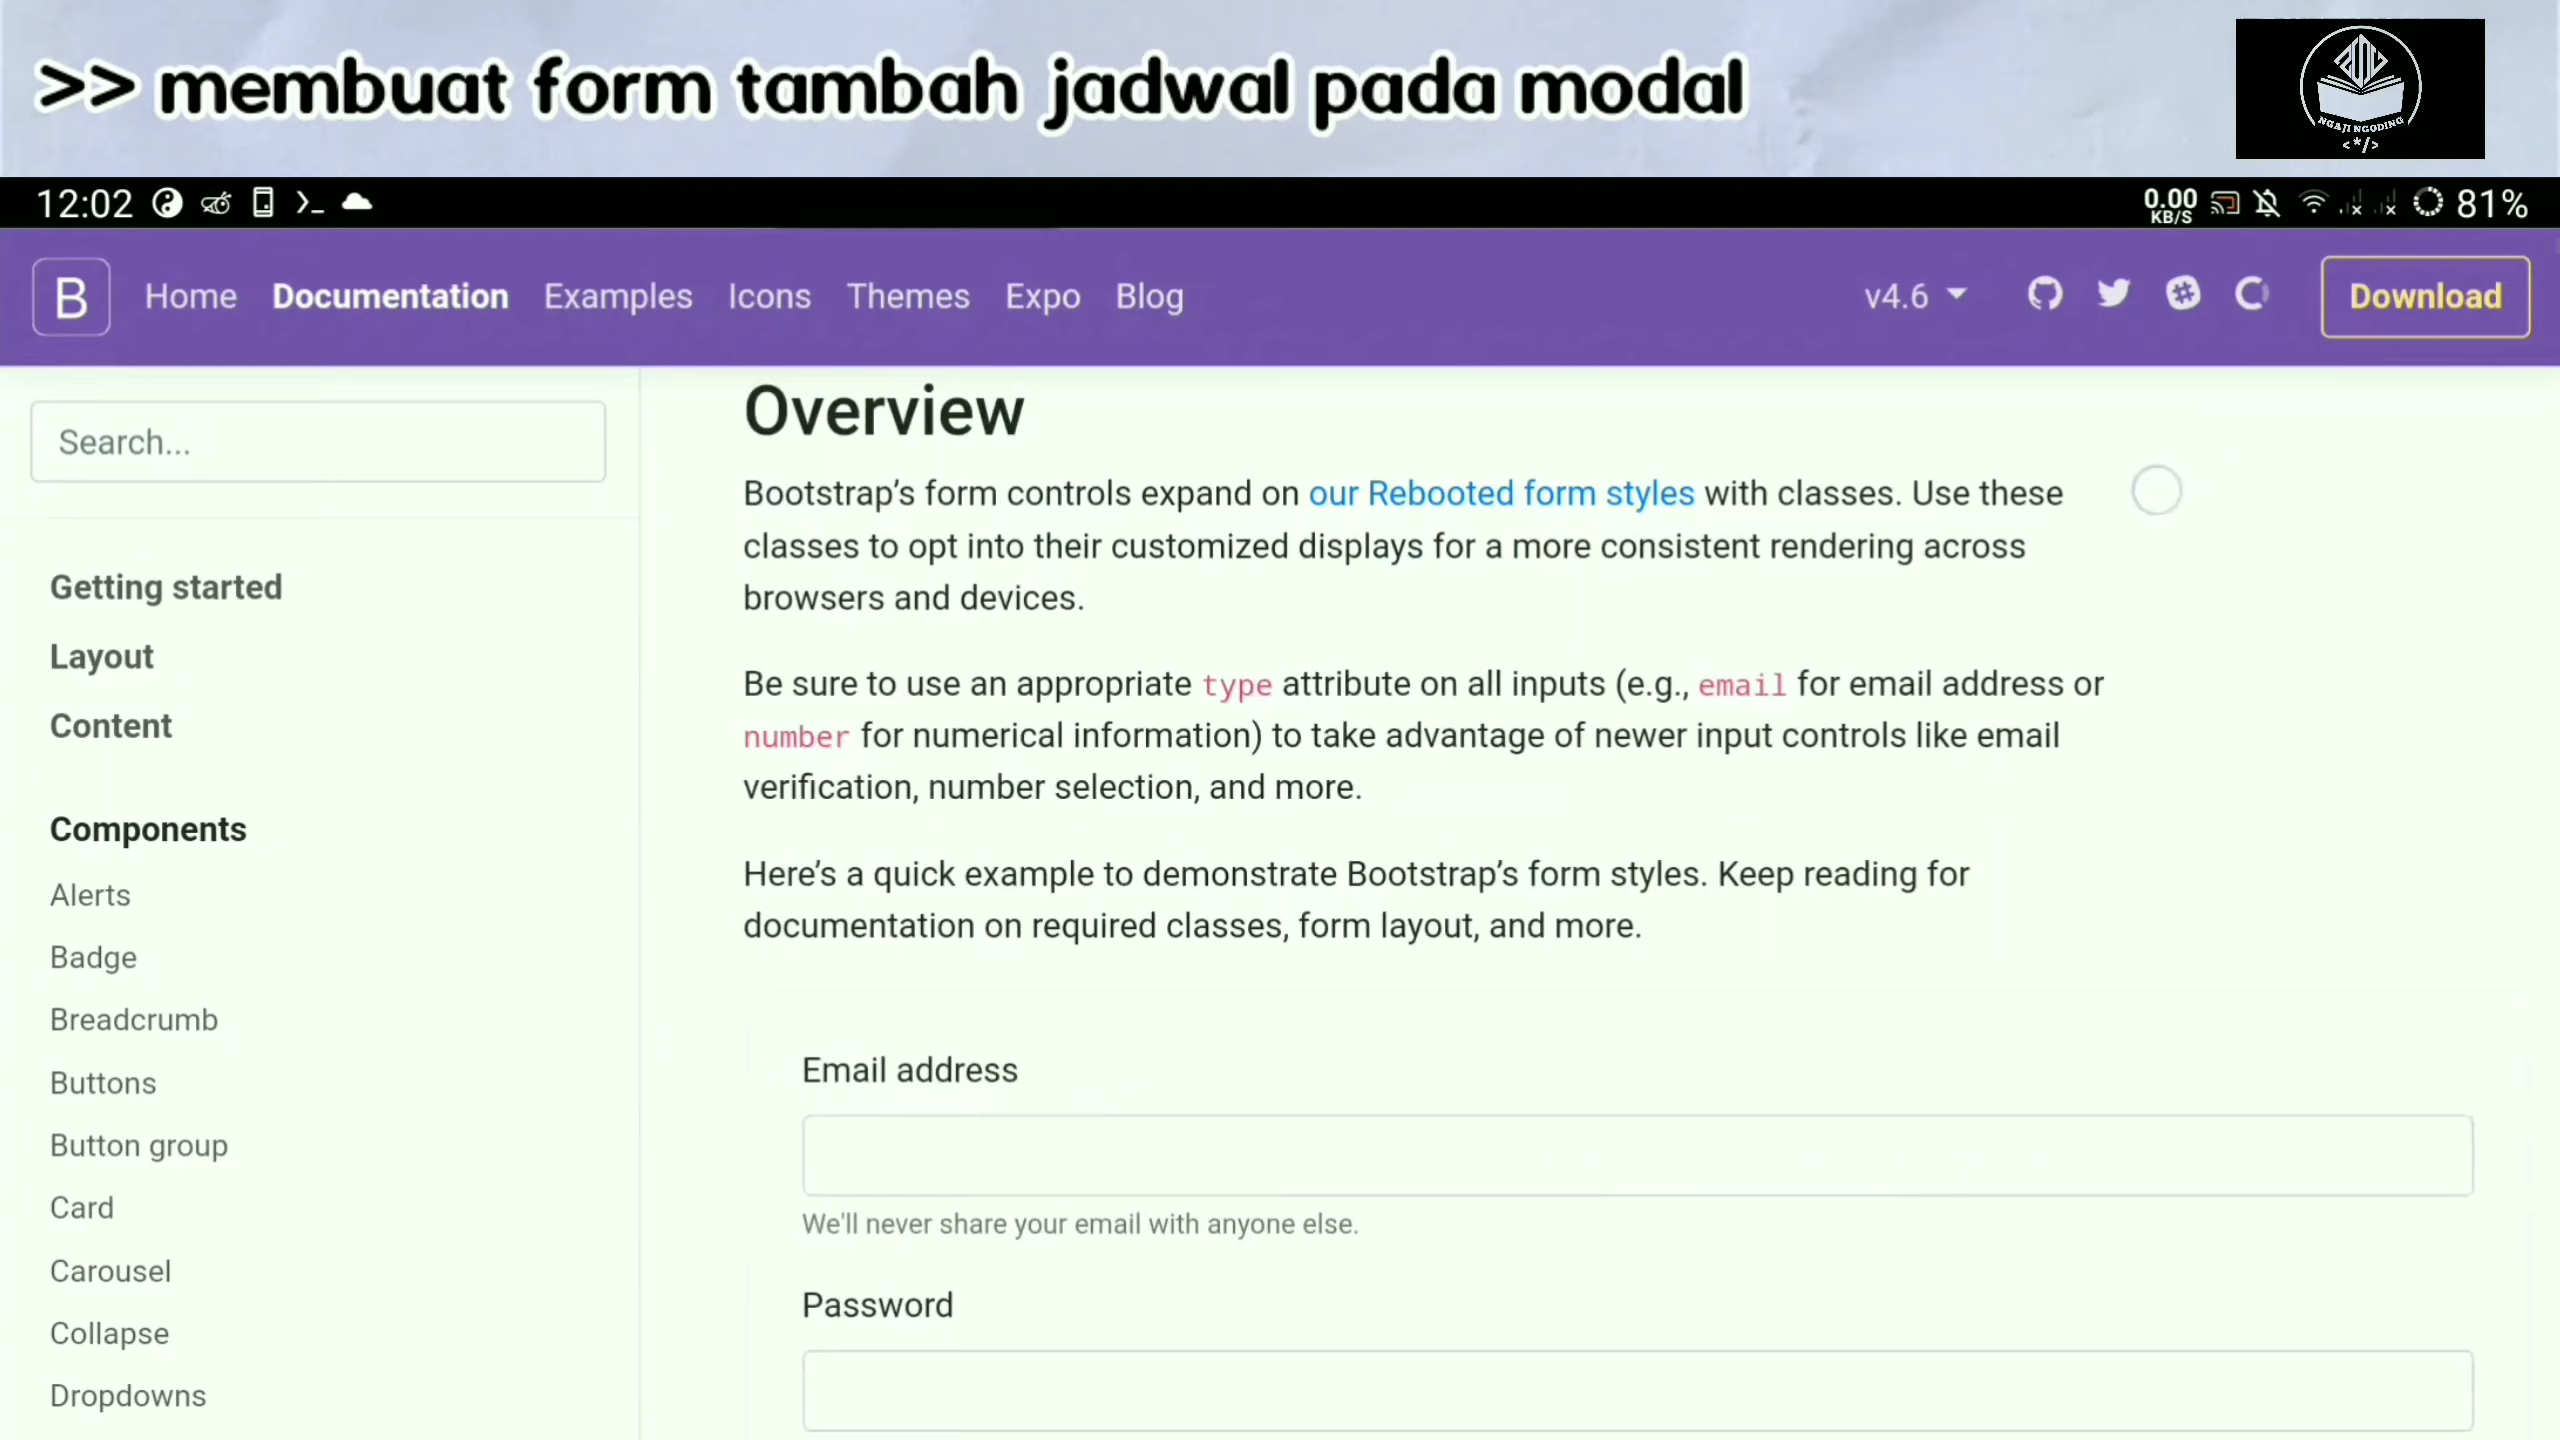 >> membuat form tambah jadwal pada modal
NGAJI NGODING
<*/>
12:02
0.00
KB/S
81%
B
Home
Documentation
Examples
Icons
Themes
Expo
Blog
v4.6
Download
Search...
Getting started
Layout
Content
Components
Alerts
Badge
Breadcrumb
Buttons
Button group
Card
Carousel
Collapse
Dropdowns
Overview
Bootstrap’s form controls expand on our Rebooted form styles with classes. Use these
classes to opt into their customized displays for a more consistent rendering across
browsers and devices.
Be sure to use an appropriate type attribute on all inputs (e.g., email for email address or
number for numerical information) to take advantage of newer input controls like email
verification, number selection, and more.
Here’s a quick example to demonstrate Bootstrap’s form styles. Keep reading for
documentation on required classes, form layout, and more.
Email address
We'll never share your email with anyone else.
Password